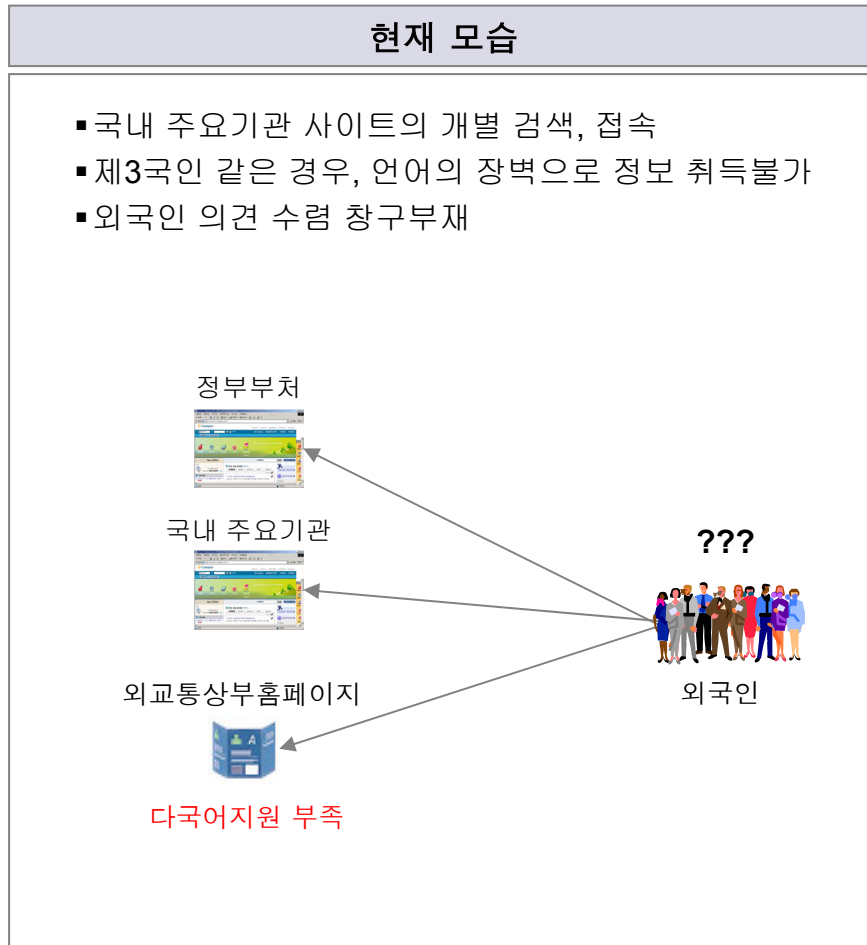 현재 모습
▪국내 주요기관 사이트의 개별 검색, 접속
▪제3국인 같은 경우, 언어의 장벽으로 정보 취득불가
▪외국인 의견 수렴 창구부재
정부부처
국내 주요기관
???
외교통상부홈페이지
외국인
다국어지원 부족